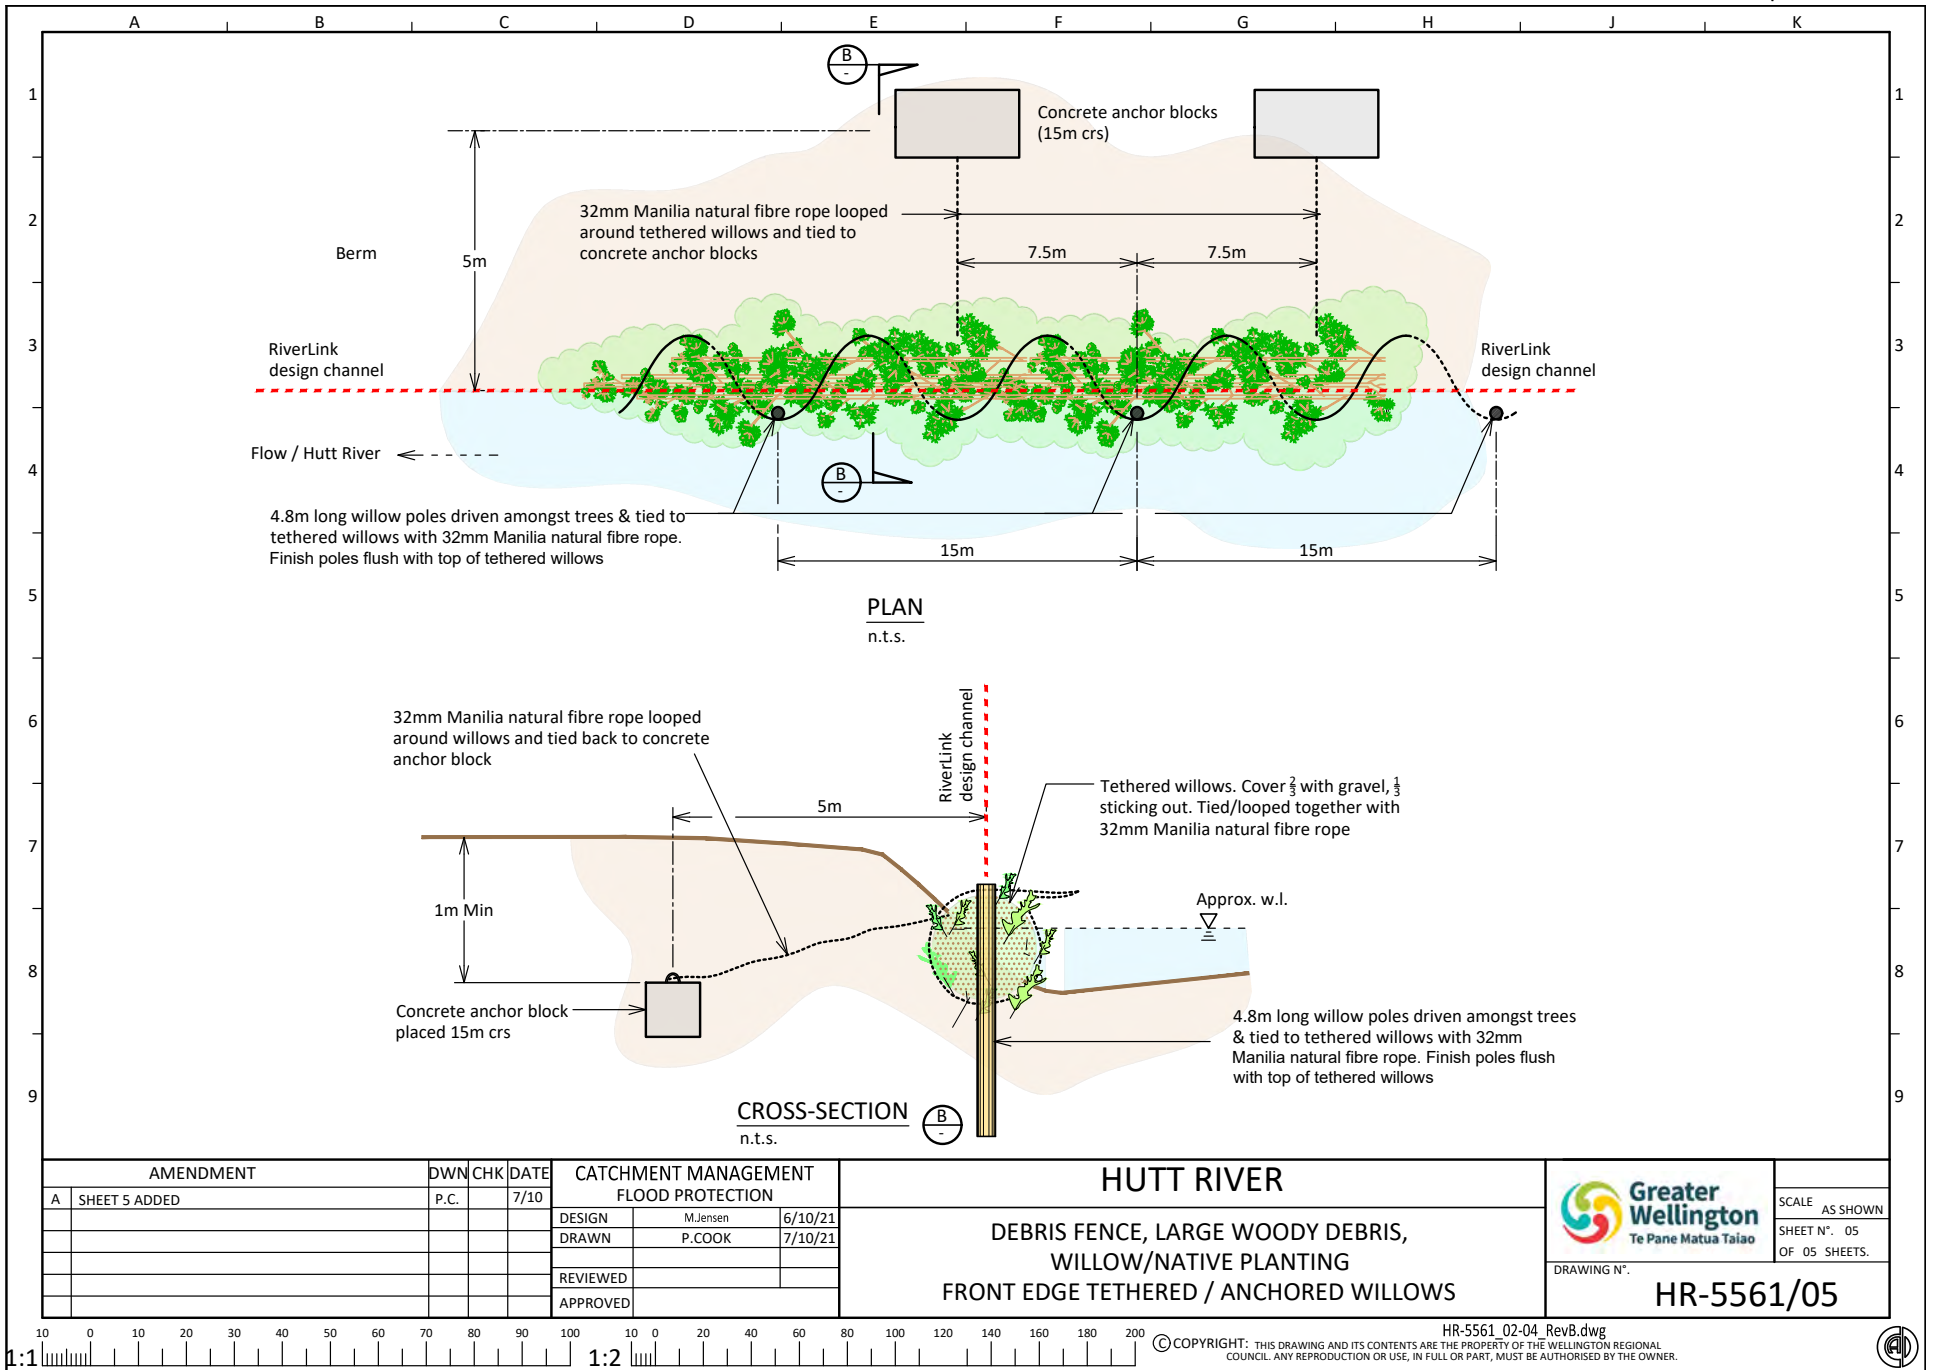 A B C D E F G H J K
1 1
2 2
3 3
4 4
5 5
6 6
7 7
8 8
9 9
B
-
Concrete anchor blocks
(15m crs)
32mm Manilia natural fibre rope looped
around tethered willows and tied to
concrete anchor blocks
Berm
5m
7.5m 7.5m
RiverLink
design channel
RiverLink
design channel
Flow / Hutt River
B
-
4.8m long willow poles driven amongst trees & tied to
tethered willows with 32mm Manilia natural fibre rope.
Finish poles flush with top of tethered willows
15m 15m
PLAN
n.t.s.
32mm Manilia natural fibre rope looped
around willows and tied back to concrete
anchor block
RiverLink
design channel
5m
Tethered willows. Cover 2/3 with gravel, 1/3
sticking out. Tied/looped together with
32mm Manilia natural fibre rope
1m Min
Approx. w.l.
Concrete anchor block
placed 15m crs
4.8m long willow poles driven amongst trees
& tied to tethered willows with 32mm
Manilia natural fibre rope. Finish poles flush
with top of tethered willows
CROSS-SECTION
n.t.s.
B
-
AMENDMENT DWN CHK DATE
A SHEET 5 ADDED P.C. 7/10
CATCHMENT MANAGEMENT
FLOOD PROTECTION
DESIGN M.Jensen 6/10/21
DRAWN P.COOK 7/10/21
REVIEWED
APPROVED
HUTT RIVER
DEBRIS FENCE, LARGE WOODY DEBRIS,
WILLOW/NATIVE PLANTING
FRONT EDGE TETHERED / ANCHORED WILLOWS
Greater
Wellington
Te Pane Matua Taiao
SCALE AS SHOWN
SHEET N°. 05
OF 05 SHEETS.
DRAWING N°.
HR-5561/05
10 0 10 20 30 40 50 60 70 80 90 100
1:1
10 0 20 40 60 80 100 120 140 160 180 200
1:2
HR-5561_02-04_RevB.dwg
© COPYRIGHT: THIS DRAWING AND ITS CONTENTS ARE THE PROPERTY OF THE WELLINGTON REGIONAL
COUNCIL. ANY REPRODUCTION OR USE, IN FULL OR PART, MUST BE AUTHORISED BY THE OWNER.